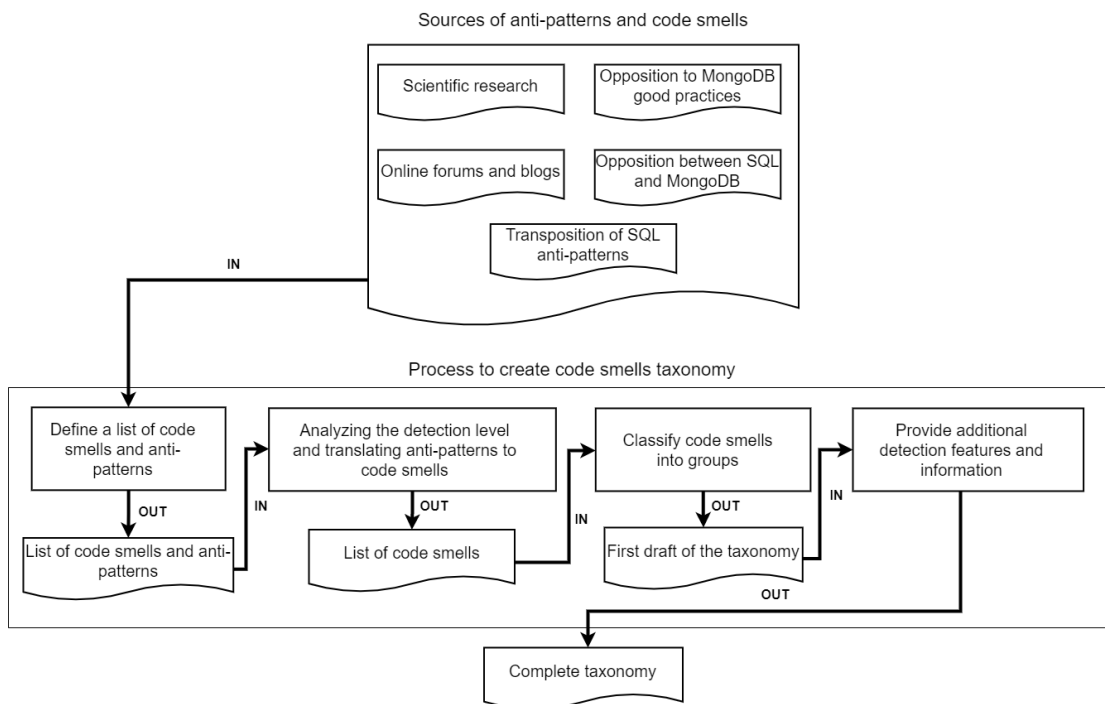 Sources of anti-patterns and code smells
Scientific research
Opposition to MongoDB
good practices
Online forums and blogs
Opposition between SQL
and MongoDB
Transposition of SQL
anti-patterns
IN
Process to create code smells taxonomy
Define a list of code
smells and anti-
patterns
Analyzing the detection level
and translating anti-patterns to
code smells
Classify code smells
into groups
Provide additional
detection features and
information
OUT
IN
OUT
IN
OUT
IN
List of code smells and anti-
patterns
List of code smells
First draft of the taxonomy
OUT
Complete taxonomy